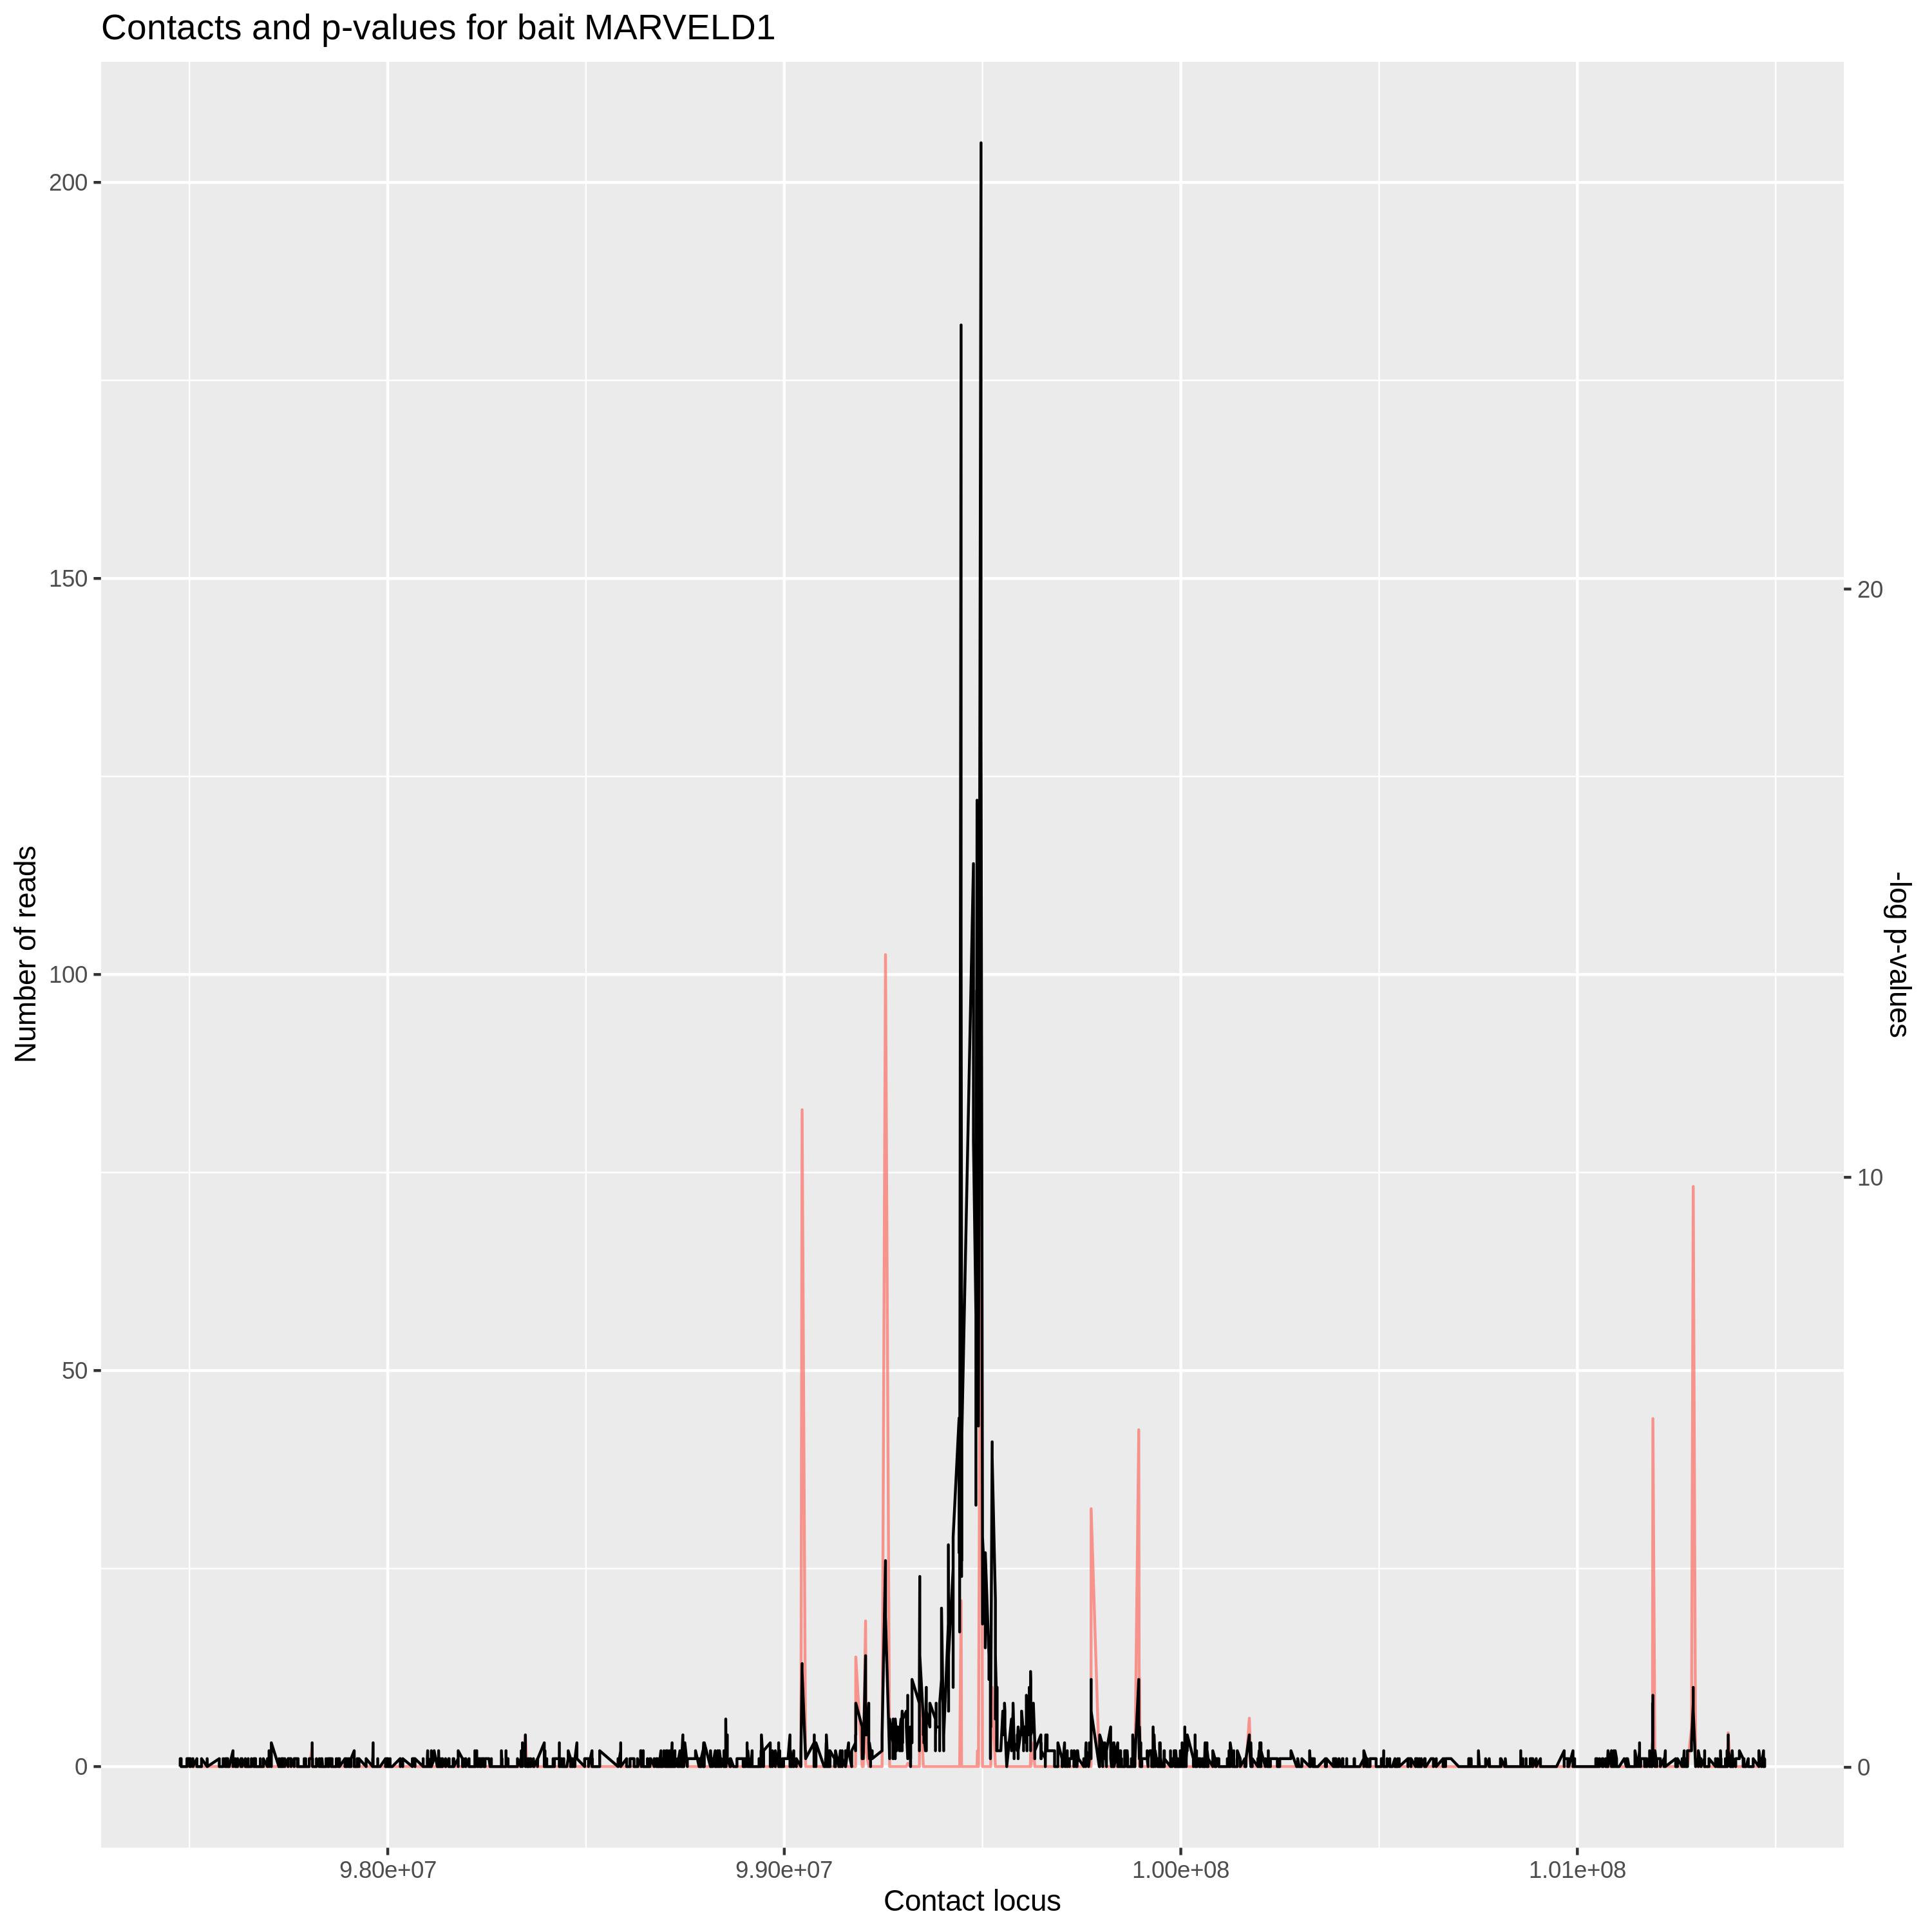 Contacts and p-values for bait MARVELD1
200
150
100
50
0
Number of reads
20
10
0
-log p-values
9.80e+07
9.90e+07
1.00e+08
1.01e+08
Contact locus